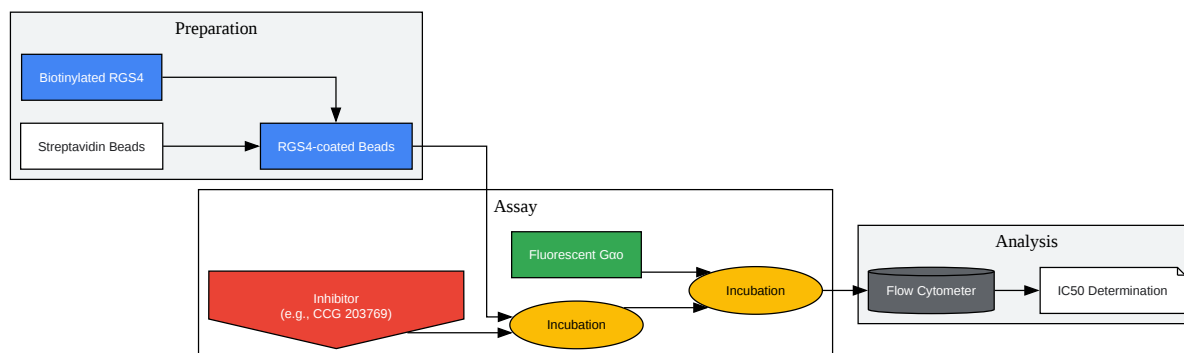 Preparation
Biotinylated RGS4
Streptavidin Beads
RGS4-coated Beads
Assay
Fluorescent Gαo
Inhibitor
(e.g., CCG 203769)
Incubation
Incubation
Analysis
Flow Cytometer
IC50 Determination